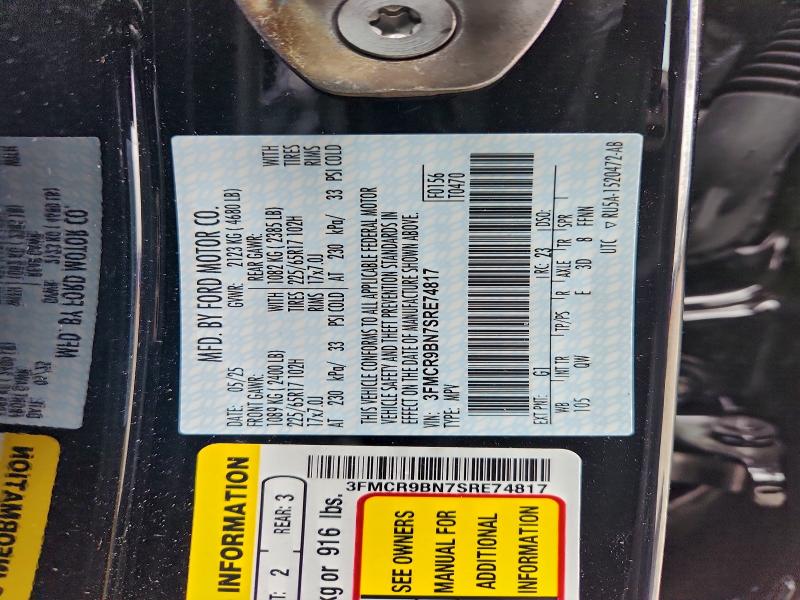 MFD. BY FORD MOTOR CO.
DATE: 05/25 GVWR: 2123 KG ( 4680 LB)
FRONT GAWR: REAR GAWR:
1089 KG ( 2400 LB) WITH 1082 KG ( 2385 LB) WITH
225/65R17 102H TIRES 225/65R17 102H TIRES
17x7.0J RIMS 17x7.0J RIMS
AT 230 kPa/ 33 PSI COLD AT 230 kPa/ 33 PSI COLD
THIS VEHICLE CONFORMS TO ALL APPLICABLE FEDERAL MOTOR
VEHICLE SAFETY AND THEFT PREVENTION STANDARDS IN
EFFECT ON THE DATE OF MANUFACTURE SHOWN ABOVE.
VIN: 3FMCR9BN7SRE74817
TYPE: MPV
F0156
T0470
EXT PNT: G1 RC: 23 DSO:
WB INT TR TP/PS R AXLE TR SPR
105 QW E 3D 8 FFNN
UTC ▽ RU5A-1520472-AB
INFORMATION
2 REAR: 3
kg or 916 lbs.
3FMCR9BN7SRE74817
SEE OWNERS
MANUAL FOR
ADDITIONAL
INFORMATION
MFD. BY FORD MOTOR CO